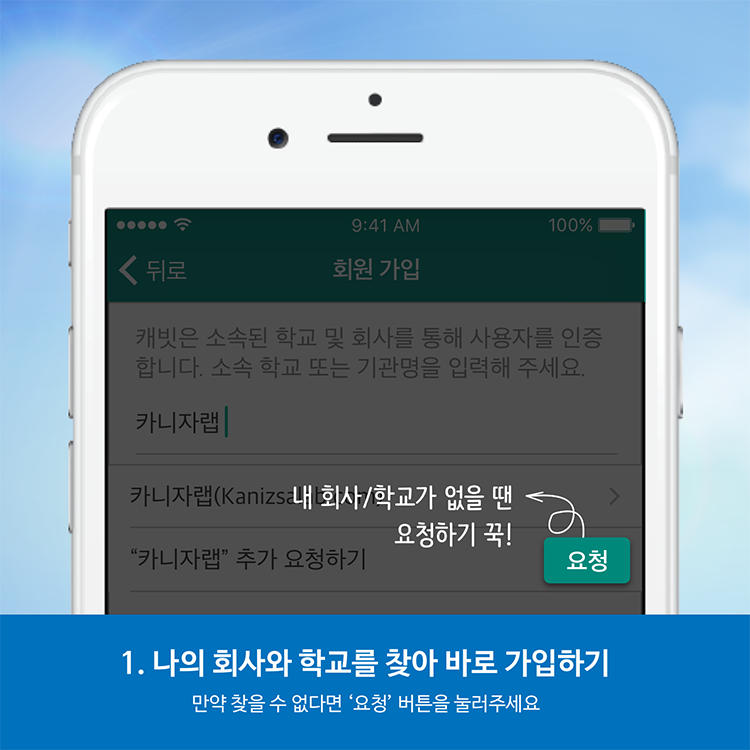 9:41 AM
100%
뒤로
회원 가입
캐빗은 소속된 학교 및 회사를 통해 사용자를 인증
합니다. 소속 학교 또는 기관명을 입력해 주세요.
카니자랩
카니자랩(Kanizsa
내 회사/학교가 없을 땐
요청하기 꾹!
“카니자랩” 추가 요청하기
요청
1. 나의 회사와 학교를 찾아 바로 가입하기
만약 찾을 수 없다면 ‘요청’ 버튼을 눌러주세요